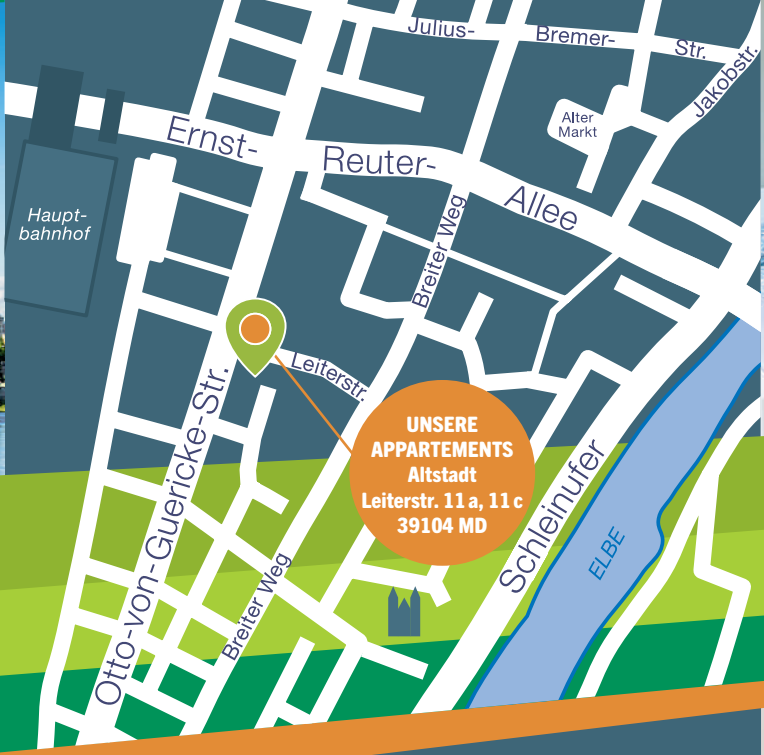 Julius-
Bremer-
Str.
Jakobstr.
Alter
Markt
Ernst-
Reuter-
Allee
Haupt-
bahnhof
Breiter Weg
Leiterstr.
Otto-von-Guericke-Str.
UNSERE
APPARTEMENTS
Altstadt
Leiterstr. 11 a, 11 c
39104 MD
Schleinufer
ELBE
Breiter Weg